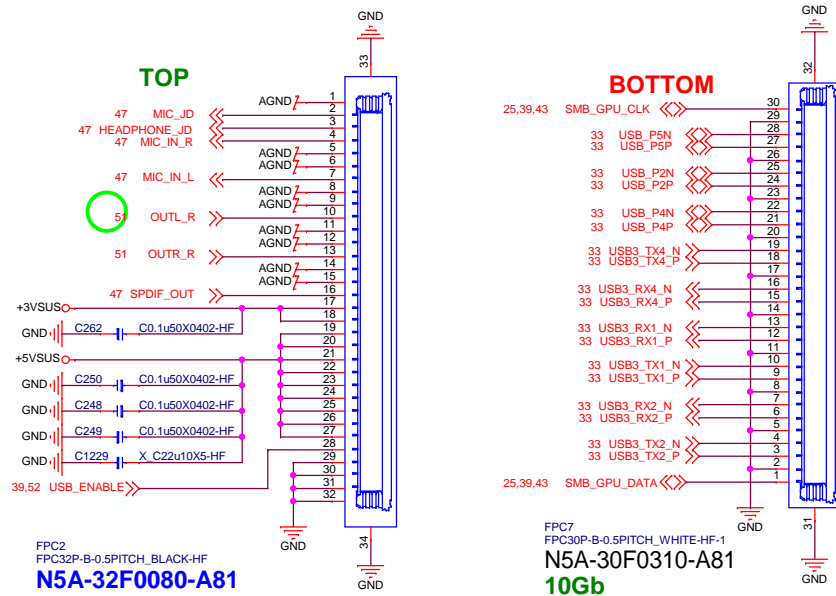 GND
33
TOP
AGND 1
2
47 MIC_JD
3
47 HEADPHONE_JD
4
47 MIC_IN_R
5
AGND
6
AGND
7
47 MIC_IN_L
8
AGND
9
AGND
10
51 OUTL_R
11
AGND
12
AGND
13
51 OUTR_R
14
AGND
15
AGND
16
47 SPDIF_OUT
17
+3VSUS
18
GND C262 C0.1u50X0402-HF
19
20
21
+5VSUS
22
23
GND C250 C0.1u50X0402-HF
24
25
GND C248 C0.1u50X0402-HF
26
27
GND C249 C0.1u50X0402-HF
28
29
GND C1229 X_C22u10X5-HF
30
31
39,52 USB_ENABLE
32
GND
34
GND
FPC2
FPC32P-B-0.5PITCH_BLACK-HF
N5A-32F0080-A81
GND
32
BOTTOM
25,39,43 SMB_GPU_CLK 30
29
33 USB_P5N 28
33 USB_P5P 27
26
33 USB_P2N 25
33 USB_P2P 24
23
33 USB_P4N 22
33 USB_P4P 21
20
33 USB3_TX4_N 19
33 USB3_TX4_P 18
17
33 USB3_RX4_N 16
33 USB3_RX4_P 15
14
33 USB3_RX1_N 13
33 USB3_RX1_P 12
11
33 USB3_TX1_N 10
33 USB3_TX1_P 9
8
33 USB3_RX2_N 7
33 USB3_RX2_P 6
5
33 USB3_TX2_N 4
33 USB3_TX2_P 3
2
25,39,43 SMB_GPU_DATA 1
GND
31
GND
FPC7
FPC30P-B-0.5PITCH_WHITE-HF-1
N5A-30F0310-A81
10Gb